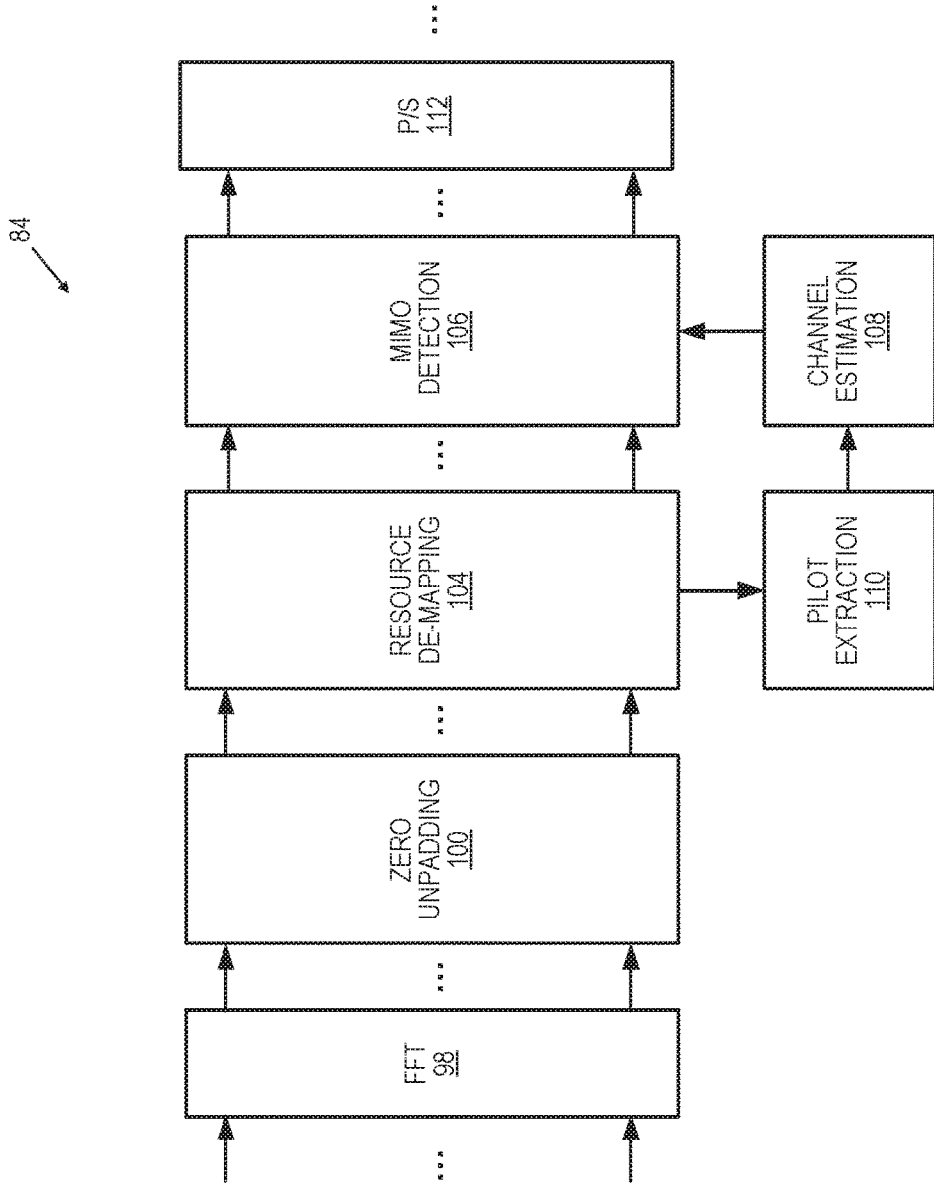 84
FFT
98
ZERO
UNPADDING
100
RESOURCE
DE-MAPPING
104
MIMO
DETECTION
106
P/S
112
PILOT
EXTRACTION
110
CHANNEL
ESTIMATION
108